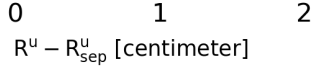 0 1 2
Rᵘ − Rᵘsep [centimeter]